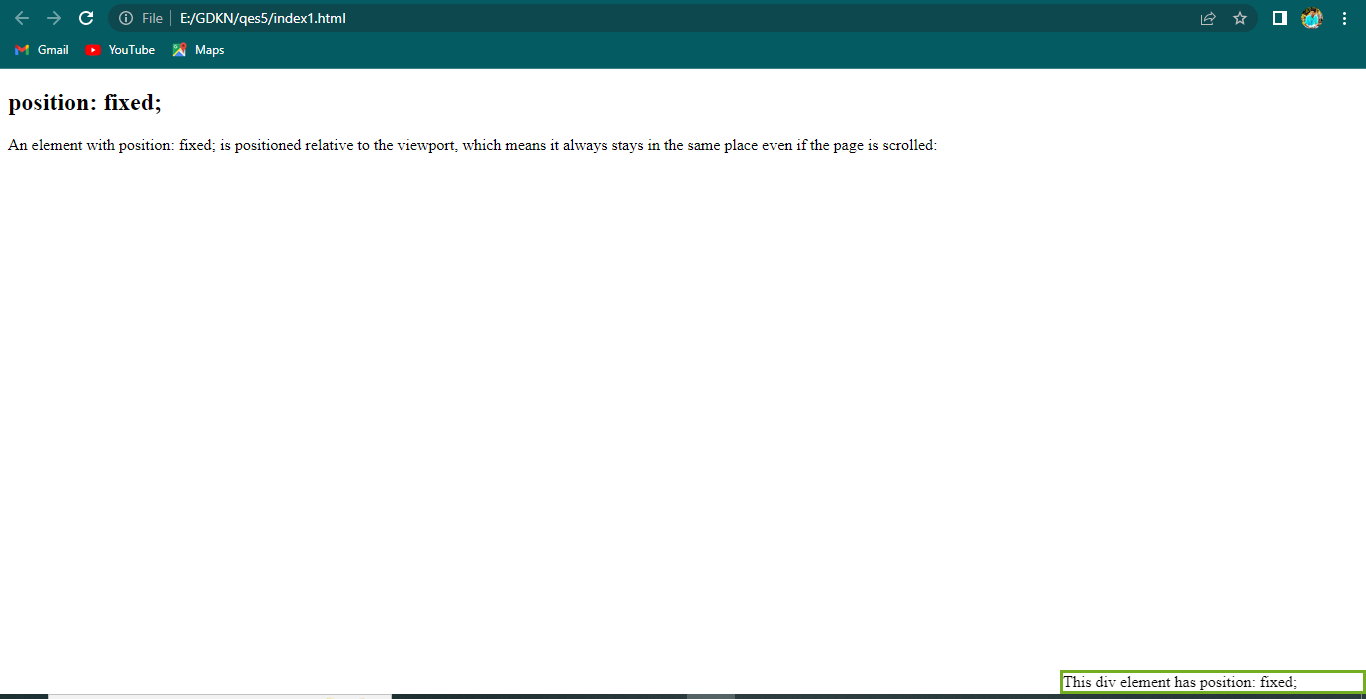 File E:/GDKN/qes5/index1.html
Gmail YouTube Maps
position: fixed;
An element with position: fixed; is positioned relative to the viewport, which means it always stays in the same place even if the page is scrolled:
This div element has position: fixed;